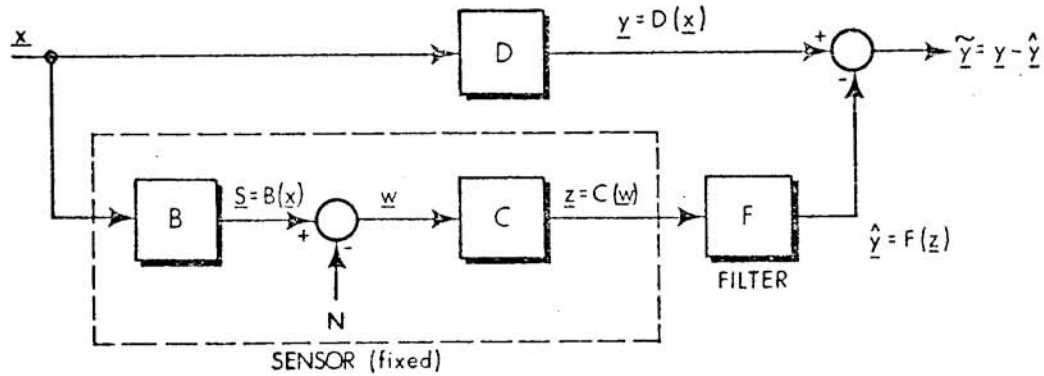 x
D
y = D(x)
+
-
ỹ = y - ŷ
B
S = B(x)
+
-
N
w
C
z = C(w)
F
FILTER
ŷ = F(z)
SENSOR (fixed)